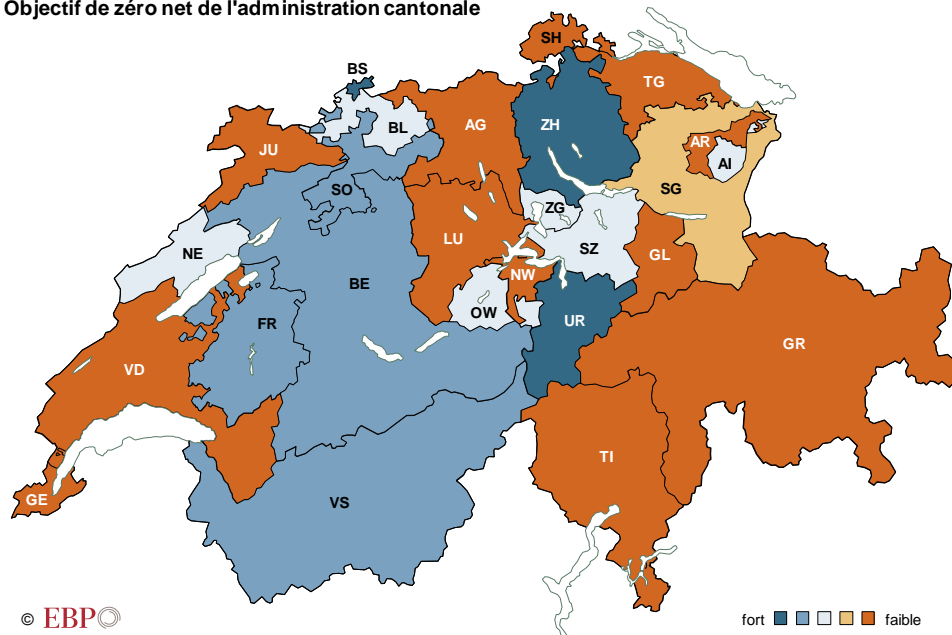 Objectif de zéro net de l'administration cantonale
SH
BS
TG
BL
AG
ZH
JU
AR
AI
SO
SG
ZG
LU
NE
SZ
GL
NW
BE
OW
FR
UR
GR
VD
TI
GE
VS
© EBP
fort faible